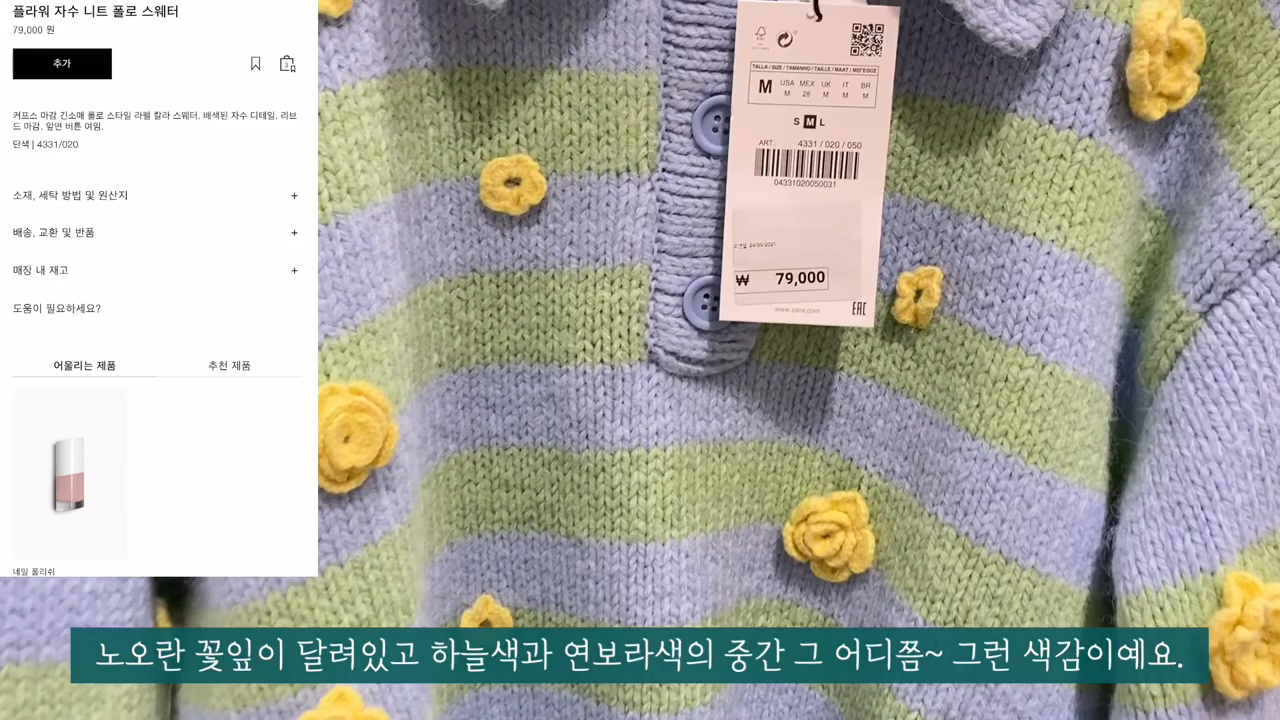 플라워 자수 니트 폴로 스웨터
79,000 원
추가
커프스 마감 긴소매 폴로 스타일 라펠 칼라 스웨터. 배색된 자수 디테일. 리브
드 마감. 앞면 버튼 여밈.
단색 | 4331/020
소재, 세탁 방법 및 원산지 +
배송, 교환 및 반품 +
매장 내 재고 +
도움이 필요하세요?
어울리는 제품 추천 제품
네일 폴리쉬
TALLA / SIZE / TAMANHO / TAILLE / MAAT / МЕГЕӨӨС
M USA MEX UK IT BR
M 28 M M M
S M L
ART. 4331 / 020 / 050
04331020050031
24/09/2021
₩ 79,000
www.zara.com EAC
노오란 꽃잎이 달려있고 하늘색과 연보라색의 중간 그 어디쯤~ 그런 색감이예요.